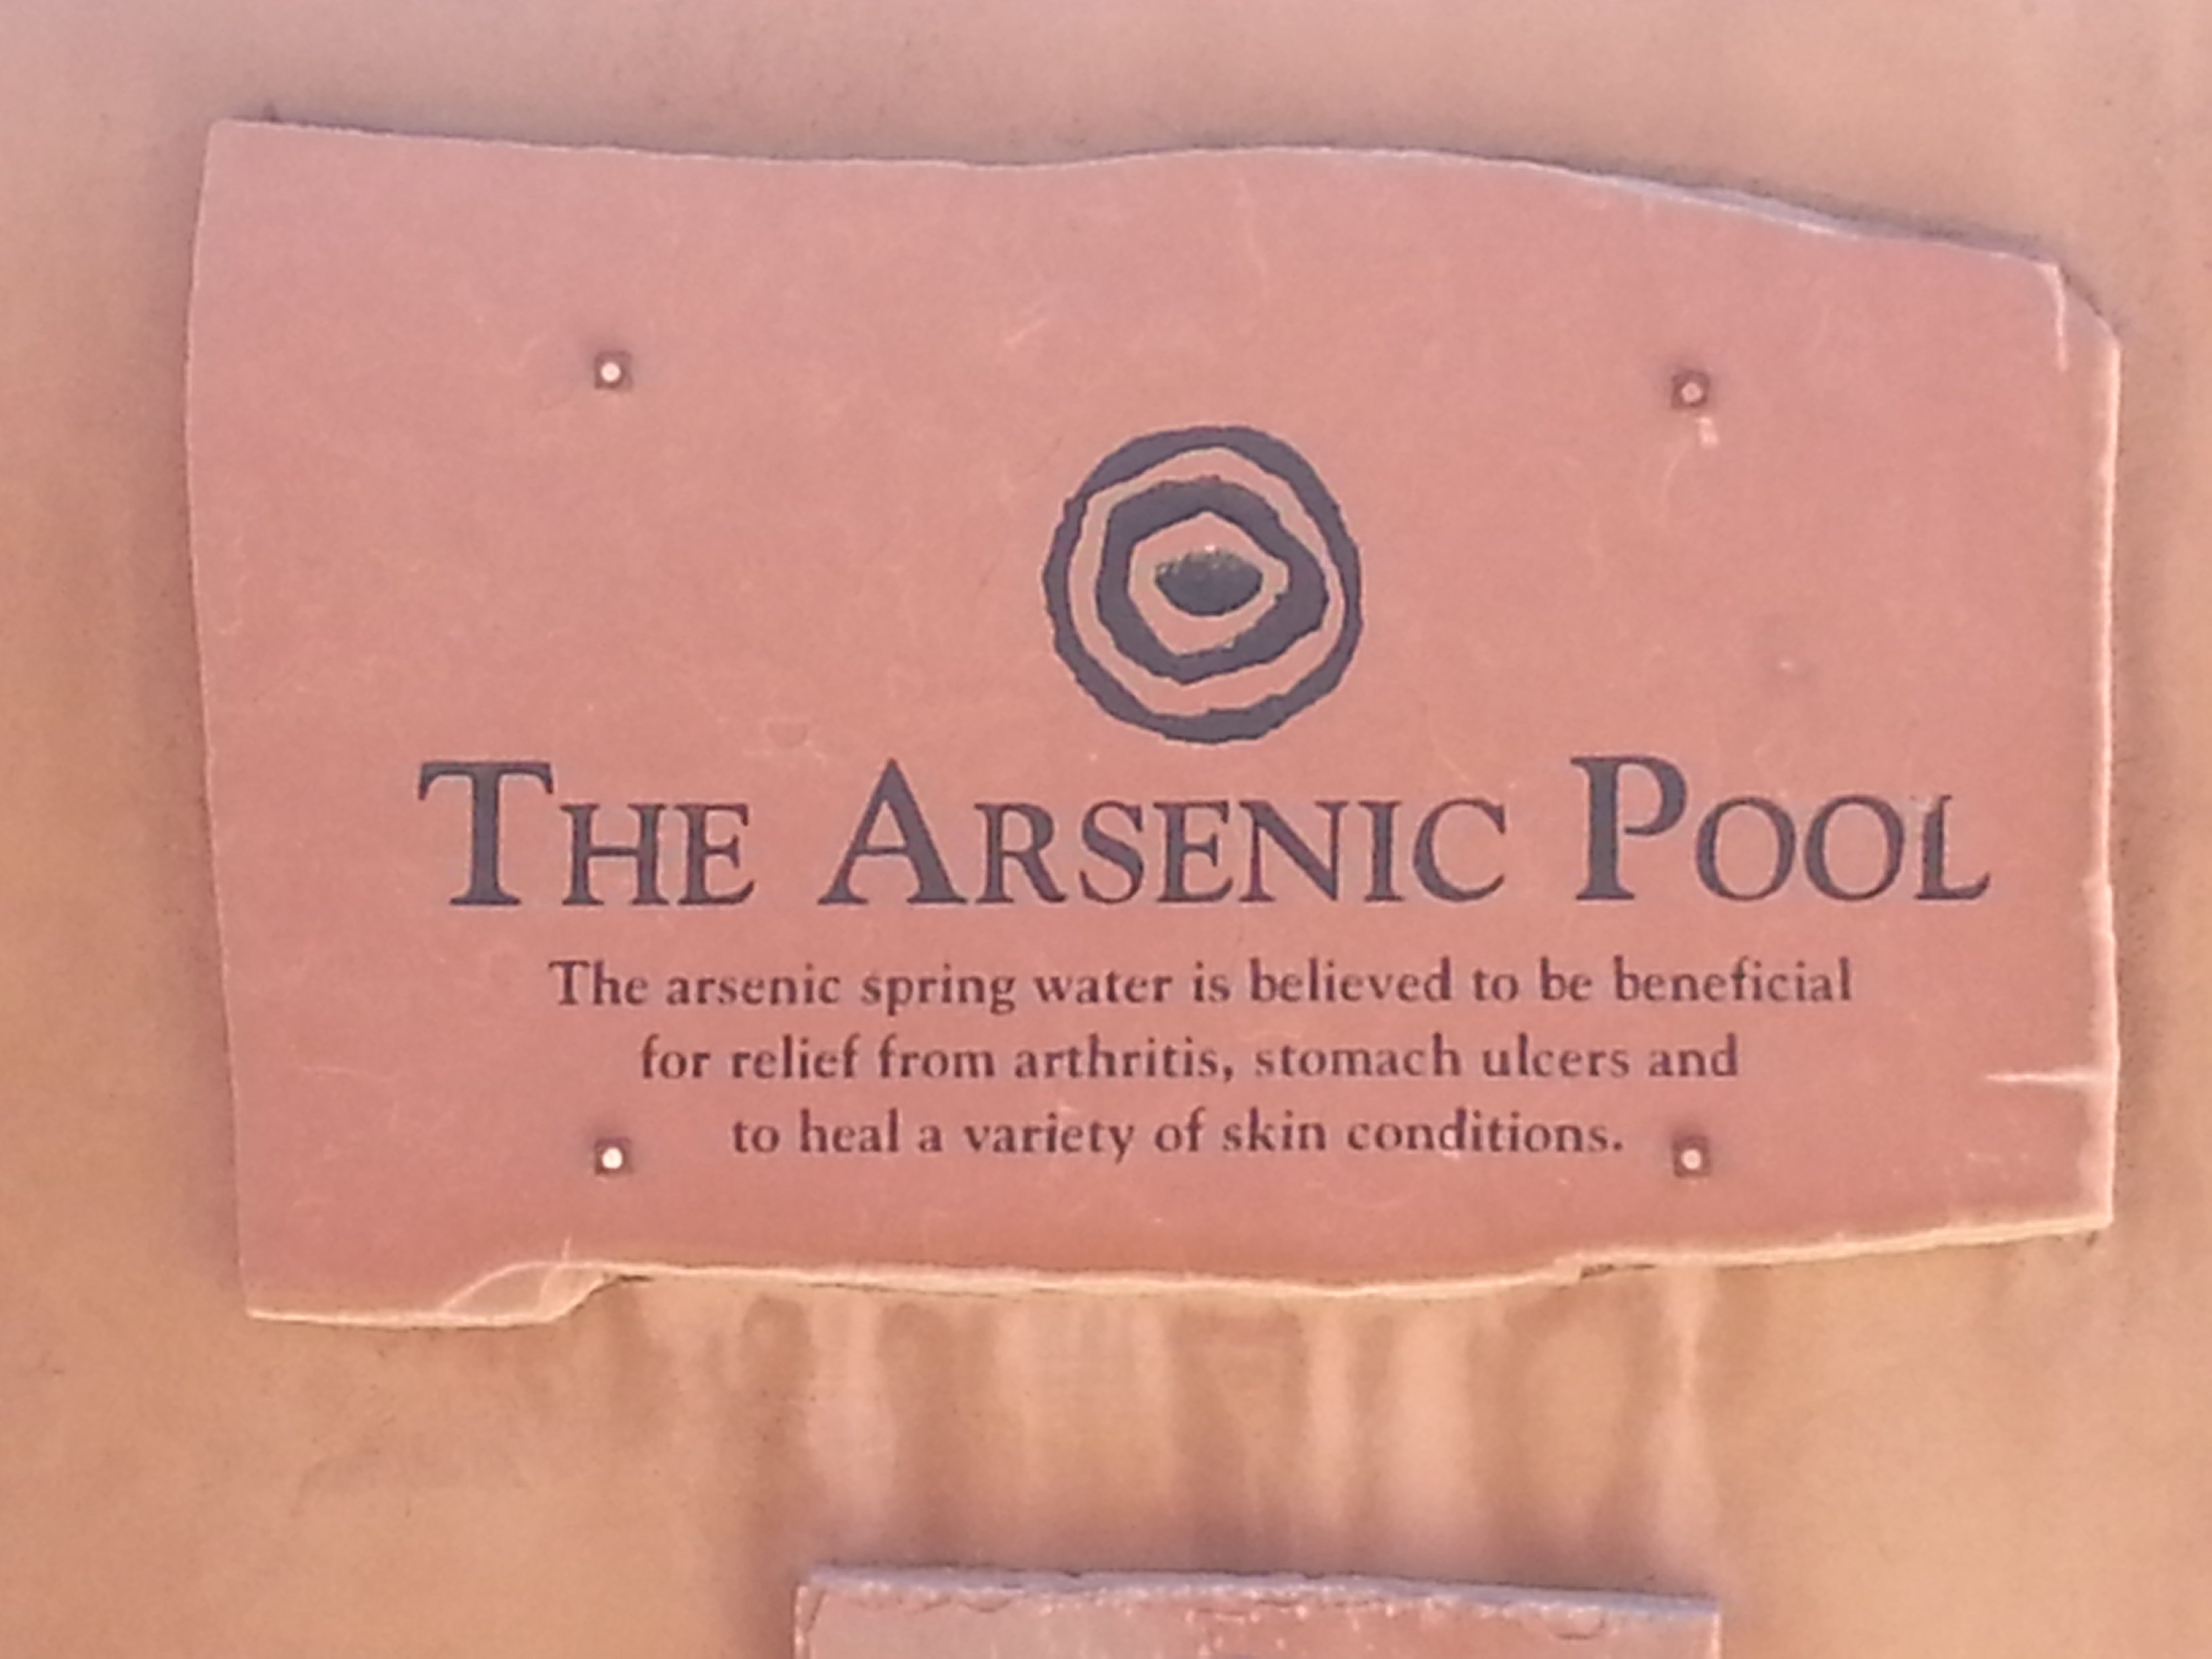 THE ARSENIC POOL
The arsenic spring water is believed to be beneficial
for relief from arthritis, stomach ulcers and
to heal a variety of skin conditions.